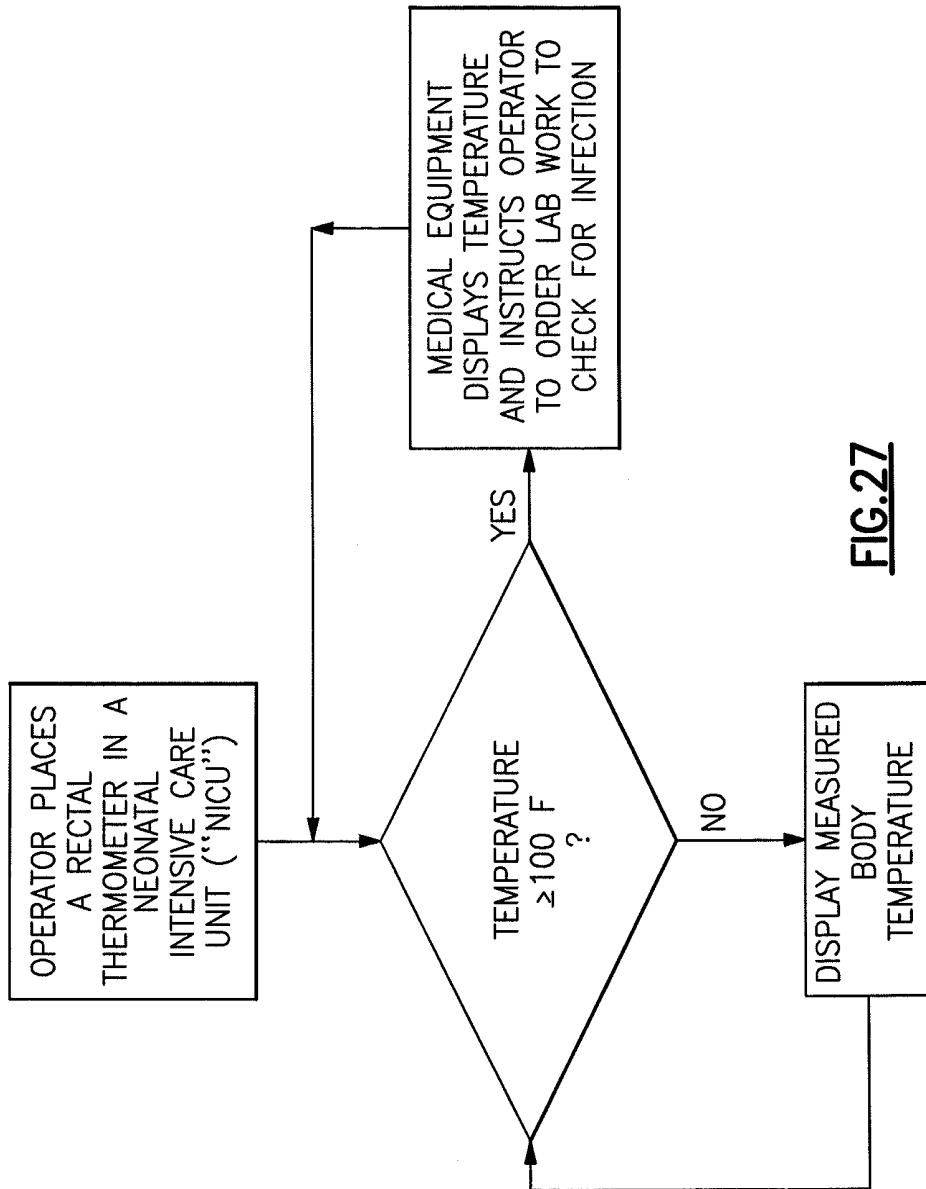 OPERATOR PLACES
A RECTAL
THERMOMETER IN A
NEONATAL
INTENSIVE CARE
UNIT (“NICU”)
TEMPERATURE
≥100 F
?
YES
MEDICAL EQUIPMENT
DISPLAYS TEMPERATURE
AND INSTRUCTS OPERATOR
TO ORDER LAB WORK TO
CHECK FOR INFECTION
NO
DISPLAY MEASURED
BODY
TEMPERATURE
FIG.27